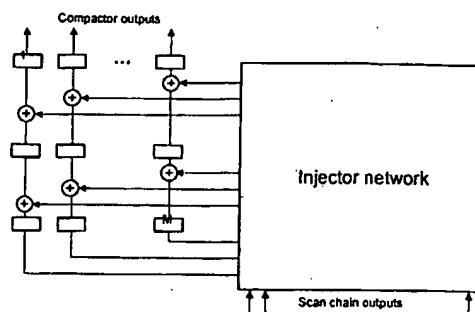 Compactor outputs
...
M
Injector network
Scan chain outputs